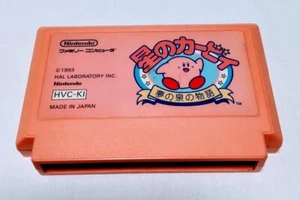 Nintendo
ファミリー コンピュータ
©1993
HAL LABORATORY INC.
Nintendo
HVC-KI
MADE IN JAPAN
星のカービィ
夢の泉の物語
TM